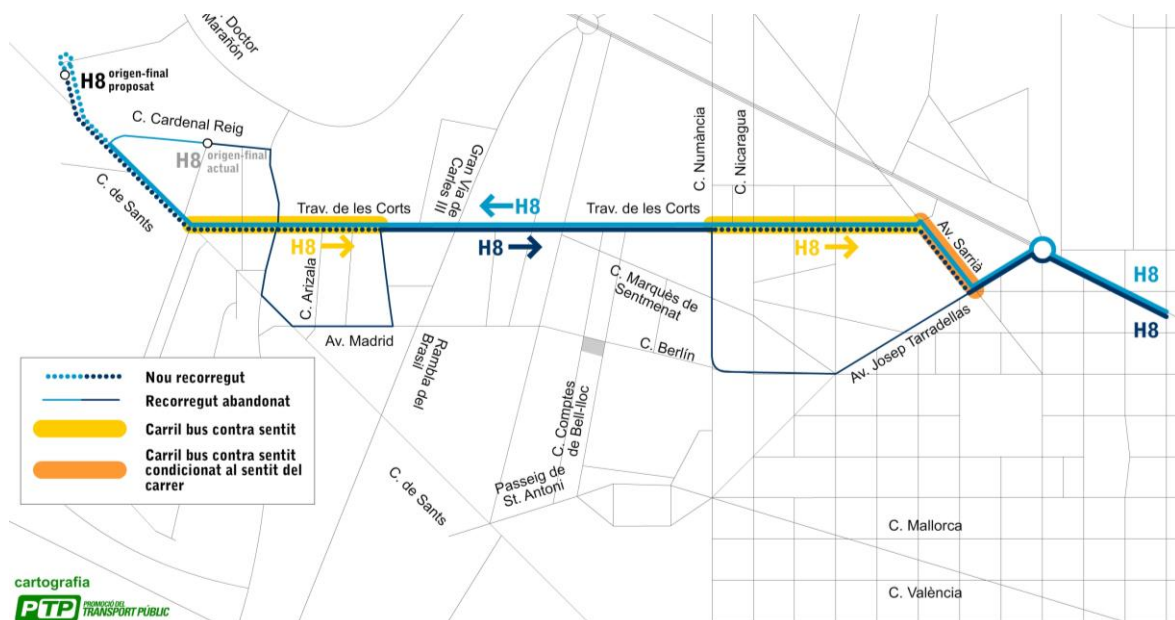 C. Doctor
Marañón
H8 origen-final
proposat
C. Cardenal Reig
H8 origen-final
actual
C. de Sants
Trav. de les Corts
H8
C. Arizala
Av. Madrid
Gran Via de
Carles III
H8
H8
Rambla del
Brasil
Trav. de les Corts
C. Numància
C. Nicaragua
H8
Av. Sarrià
C. Marquès de
Sentmenat
C. Berlín
Av. Josep Tarradellas
H8
H8
C. Comptes
de Bell-lloc
Passeig de
St. Antoni
C. de Sants
C. Mallorca
C. València
Nou recorregut
Recorregut abandonat
Carril bus contra sentit
Carril bus contra sentit
condicionat al sentit del
carrer
cartografia
PTP PROMOCIÓ DEL
TRANSPORT PÚBLIC